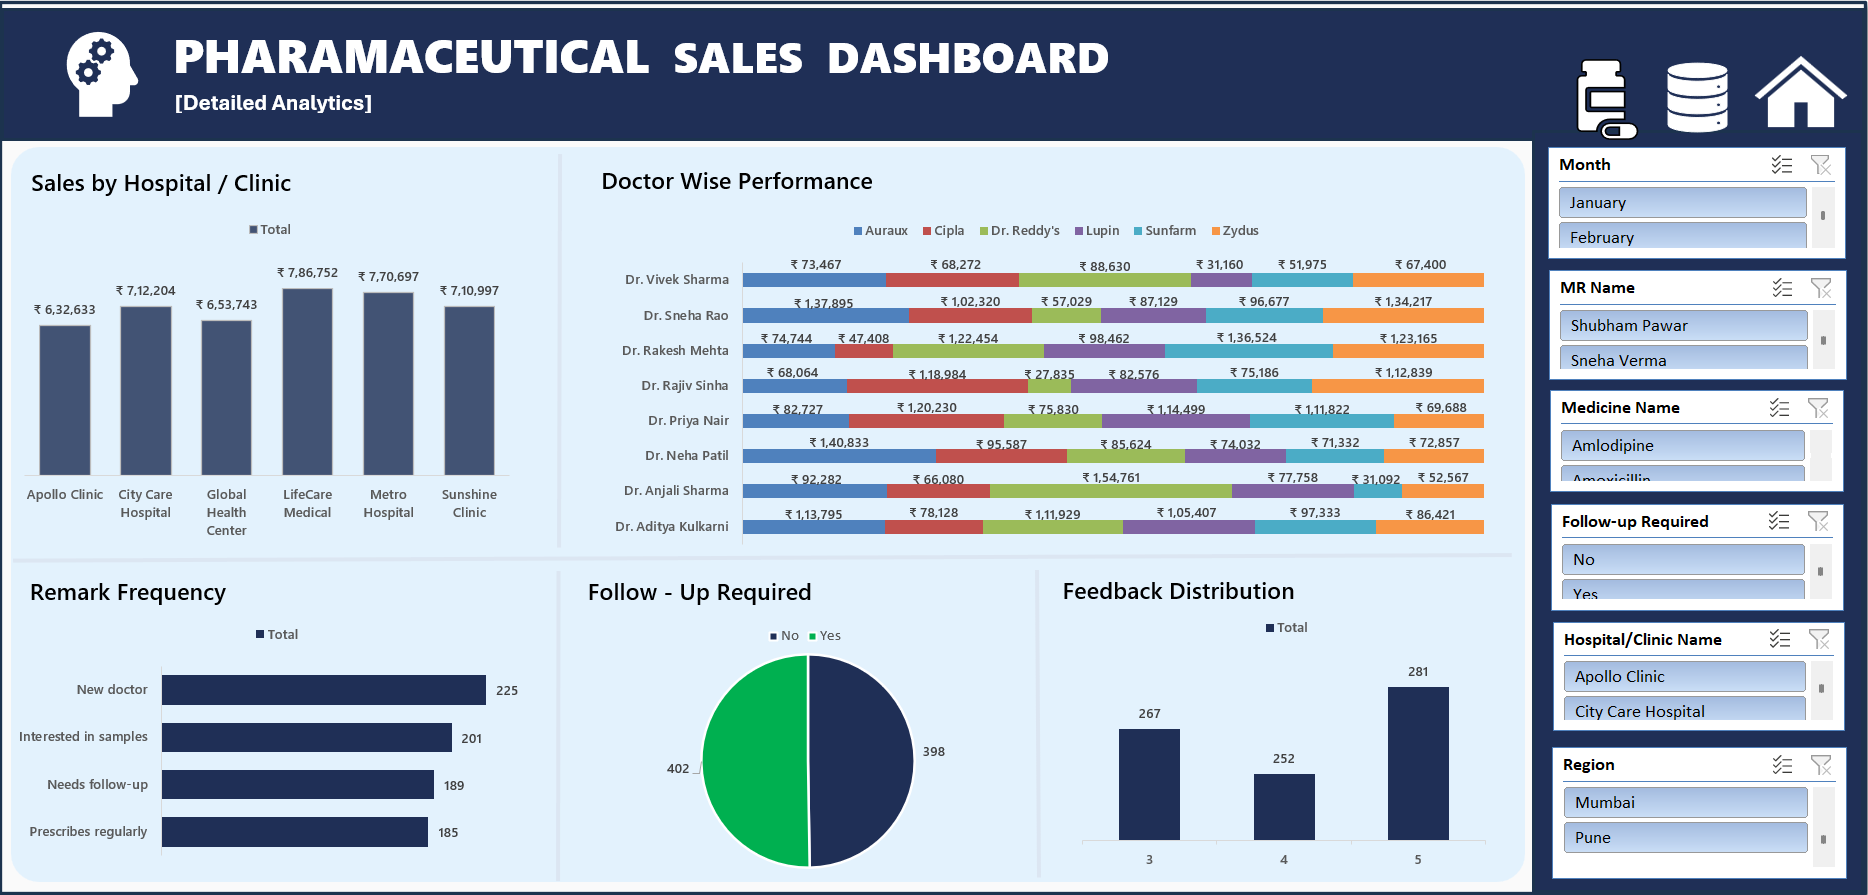 PHARAMACEUTICAL SALES DASHBOARD
[Detailed Analytics]
Sales by Hospital / Clinic
Total
₹ 6,32,633
₹ 7,12,204
₹ 6,53,743
₹ 7,86,752
₹ 7,70,697
₹ 7,10,997
Apollo Clinic
City Care
Hospital
Global
Health
Center
LifeCare
Medical
Metro
Hospital
Sunshine
Clinic
Doctor Wise Performance
Auraux Cipla Dr. Reddy's Lupin Sunfarm Zydus
Dr. Vivek Sharma ₹ 73,467 ₹ 68,272 ₹ 88,630 ₹ 31,160 ₹ 51,975 ₹ 67,400
Dr. Sneha Rao ₹ 1,37,895 ₹ 1,02,320 ₹ 57,029 ₹ 87,129 ₹ 96,677 ₹ 1,34,217
Dr. Rakesh Mehta ₹ 74,744 ₹ 47,408 ₹ 1,22,454 ₹ 98,462 ₹ 1,36,524 ₹ 1,23,165
Dr. Rajiv Sinha ₹ 68,064 ₹ 1,18,984 ₹ 27,835 ₹ 82,576 ₹ 75,186 ₹ 1,12,839
Dr. Priya Nair ₹ 82,727 ₹ 1,20,230 ₹ 75,830 ₹ 1,14,499 ₹ 1,11,822 ₹ 69,688
Dr. Neha Patil ₹ 1,40,833 ₹ 95,587 ₹ 85,624 ₹ 74,032 ₹ 71,332 ₹ 72,857
Dr. Anjali Sharma ₹ 92,282 ₹ 66,080 ₹ 1,54,761 ₹ 77,758 ₹ 31,092 ₹ 52,567
Dr. Aditya Kulkarni ₹ 1,13,795 ₹ 78,128 ₹ 1,11,929 ₹ 1,05,407 ₹ 97,333 ₹ 86,421
Remark Frequency
Total
New doctor 225
Interested in samples 201
Needs follow-up 189
Prescribes regularly 185
Follow - Up Required
No Yes
402
398
Feedback Distribution
Total
267
252
281
3 4 5
Month
January
February
MR Name
Shubham Pawar
Sneha Verma
Medicine Name
Amlodipine
Amoxicillin
Follow-up Required
No
Yes
Hospital/Clinic Name
Apollo Clinic
City Care Hospital
Region
Mumbai
Pune